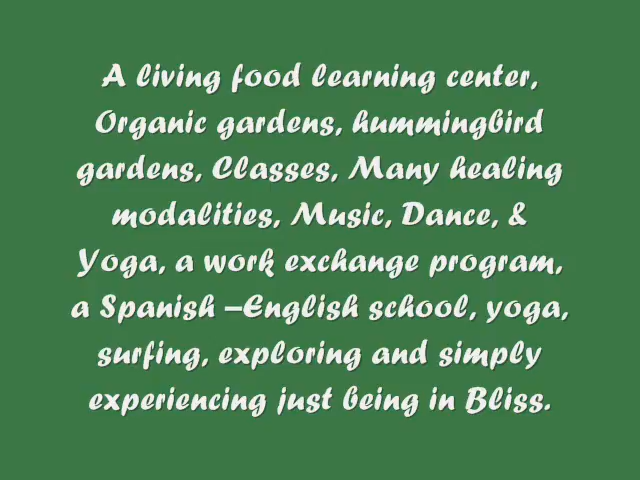 A living food learning center,
Organic gardens, hummingbird
gardens, Classes, Many healing
modalities, Music, Dance, &
Yoga, a work exchange program,
a Spanish –English school, yoga,
surfing, exploring and simply
experiencing just being in Bliss.